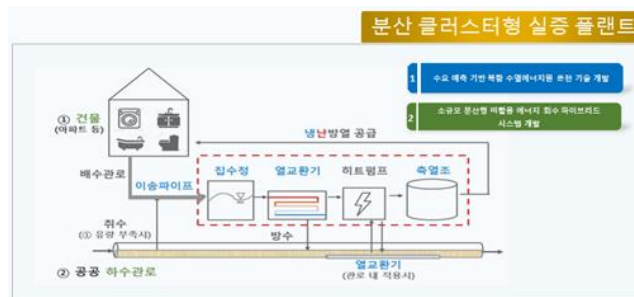 분산 클러스터형 실증 플랜트
1 수요 예측 기반 복합 수열에너지원 운전 기술 개발
2 소규모 분산형 미활용 에너지 회수 하이브리드
시스템 개발
① 건물
(아파트 등)
냉난방열 공급
배수관로
이송파이프
집수정
열교환기
히트펌프
축열조
취수
(① 유량 부족시)
방수
② 공공 하수관로
열교환기
(관로 내 적용시)